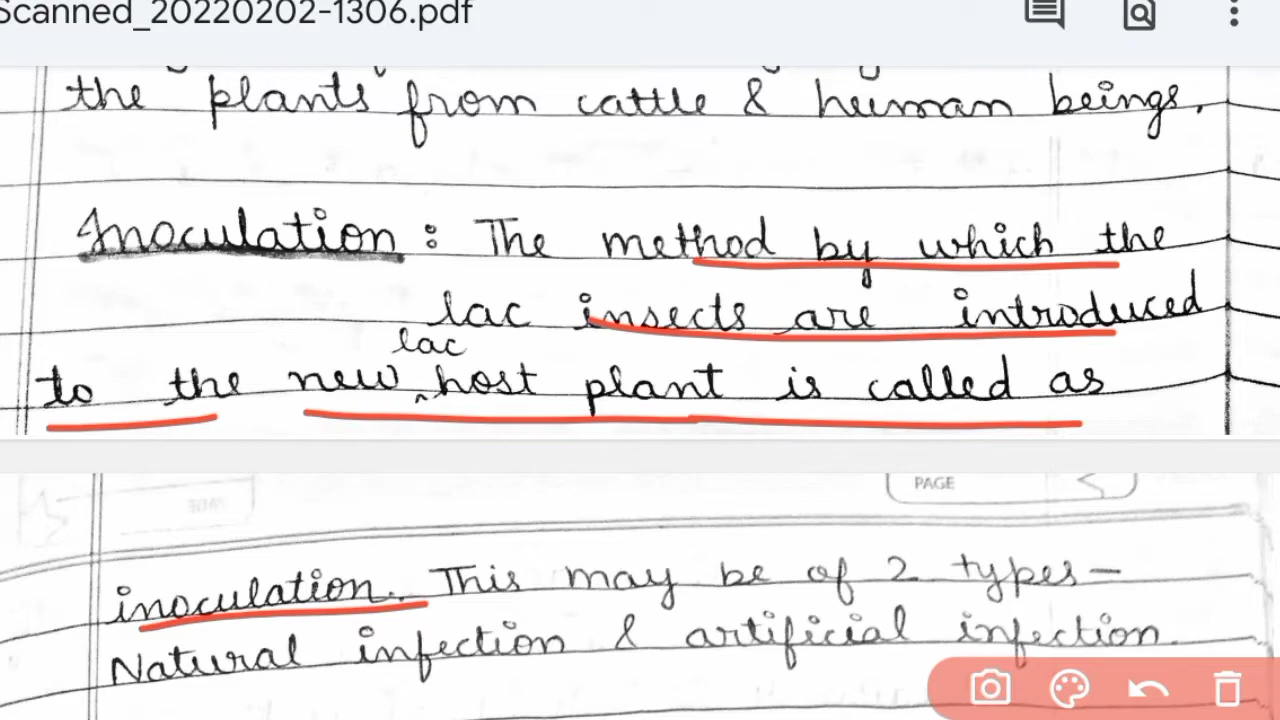 Scanned_20220202-1306.pdf
the plants from cattle & human beings.
Inoculation : The method by which the
lac insects are introduced
lac
to the new host plant is called as
PAGE
inoculation. This may be of 2 types -
Natural infection & artificial infection.